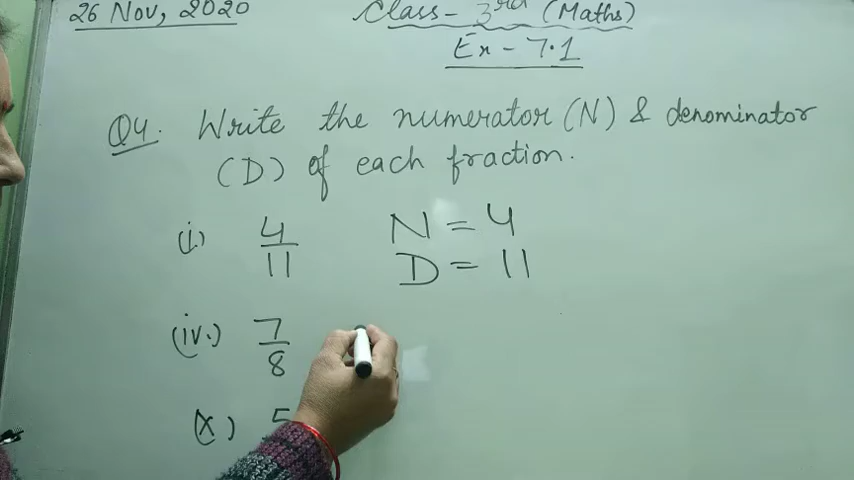 26 Nov, 2020
Class - 3rd (Maths)
Ex - 7.1
Q4. Write the numerator (N) & denominator
(D) of each fraction.
(i) 4/11 N = 4
D = 11
(iv.) 7/8
(x) 5